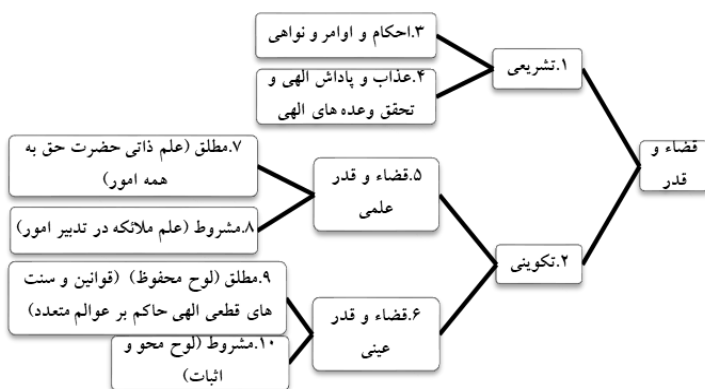 قضاء و
قدر
۱.تشریعی
۳.احکام و اوامر و نواهی
۴.عذاب و پاداش الهی و
تحقق وعده های الهی
۲.تکوینی
۵.قضاء و قدر
علمی
۷.مطلق (علم ذاتی حضرت حق به
همه امور)
۸.مشروط (علم ملائکه در تدبیر امور)
۶.قضاء و قدر
عینی
۹.مطلق (لوح محفوظ) (قوانین و سنت
های قطعی الهی حاکم بر عوالم متعدد)
۱۰.مشروط (لوح محو و
اثبات)